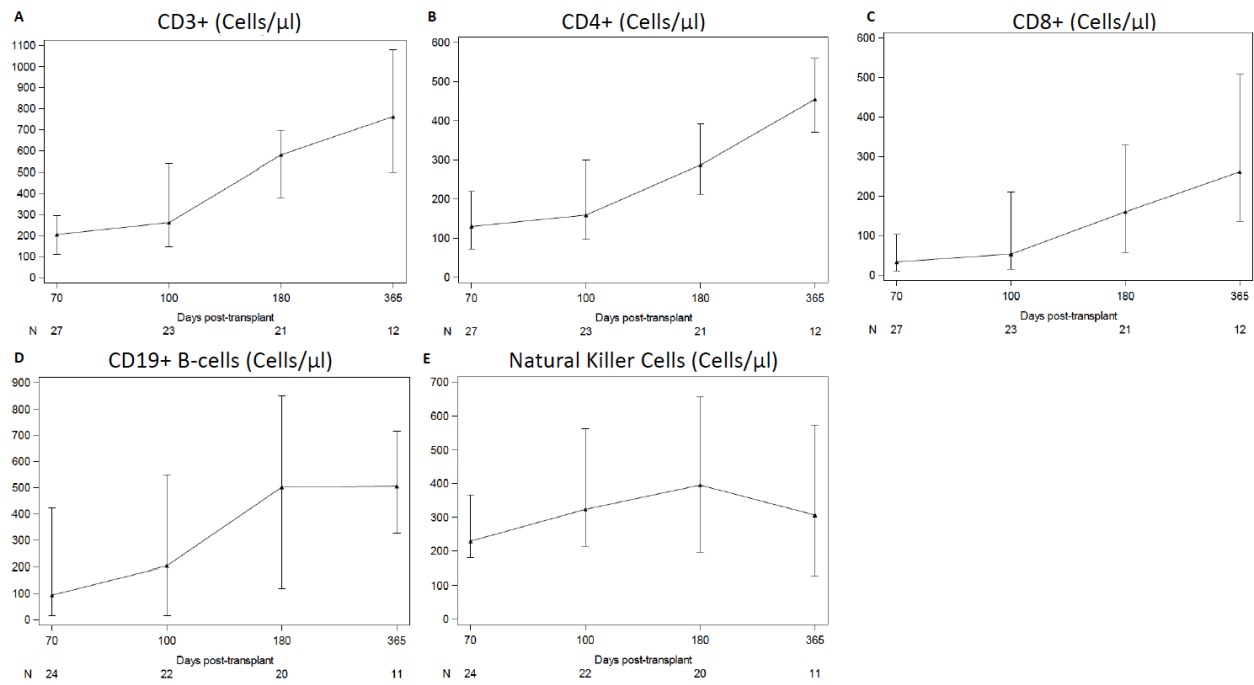 A CD3+ (Cells/µl)
1100
1000
900
800
700
600
500
400
300
200
100
0
70 100 180 365
Days post-transplant
N 27 23 21 12
B CD4+ (Cells/µl)
600
500
400
300
200
100
0
70 100 180 365
Days post-transplant
N 27 23 21 12
C CD8+ (Cells/µl)
600
500
400
300
200
100
0
70 100 180 365
Days post-transplant
N 27 23 21 12
D CD19+ B-cells (Cells/µl)
900
800
700
600
500
400
300
200
100
0
70 100 180 365
Days post-transplant
N 24 22 20 11
E Natural Killer Cells (Cells/µl)
700
600
500
400
300
200
100
0
70 100 180 365
Days post-transplant
N 24 22 20 11